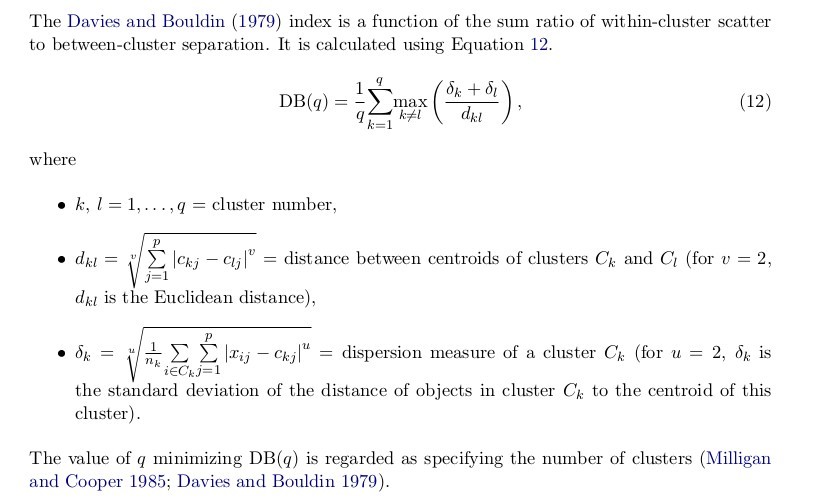 The Davies and Bouldin (1979) index is a function of the sum ratio of within-cluster scatter
to between-cluster separation. It is calculated using Equation 12.
DB(q) = \frac{1}{q} \sum_{k=1}^{q} \max_{k \neq l} \left( \frac{\delta_k + \delta_l}{d_{kl}} \right), (12)
where
• k, l = 1, . . . , q = cluster number,
• d_{kl} = \sqrt[v]{\sum_{j=1}^{p} |c_{kj} − c_{lj}|^v} = distance between centroids of clusters C_k and C_l (for v = 2,
d_{kl} is the Euclidean distance),
• δ_k = \sqrt[u]{\frac{1}{n_k} \sum_{i∈C_k} \sum_{j=1}^{p} |x_{ij} − c_{kj}|^u} = dispersion measure of a cluster C_k (for u = 2, δ_k is
the standard deviation of the distance of objects in cluster C_k to the centroid of this
cluster).
The value of q minimizing DB(q) is regarded as specifying the number of clusters (Milligan
and Cooper 1985; Davies and Bouldin 1979).